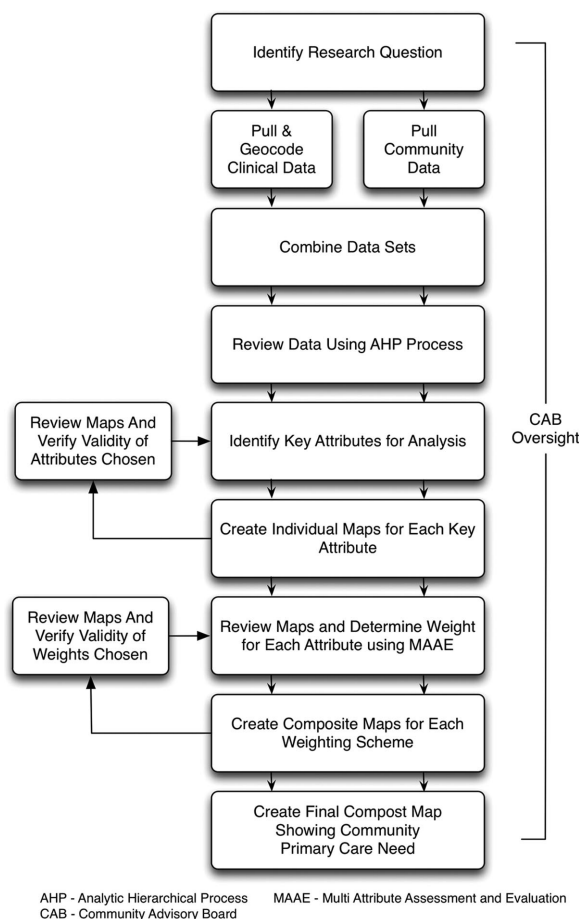 Identify Research Question
Pull &
Geocode
Clinical Data
Pull
Community
Data
Combine Data Sets
Review Data Using AHP Process
Review Maps And
Verify Validity of
Attributes Chosen
Identify Key Attributes for Analysis
CAB
Oversight
Create Individual Maps for Each Key
Attribute
Review Maps And
Verify Validity of
Weights Chosen
Review Maps and Determine Weight
for Each Attribute using MAAE
Create Composite Maps for Each
Weighting Scheme
Create Final Compost Map
Showing Community
Primary Care Need
AHP - Analytic Hierarchical Process MAAE - Multi Attribute Assessment and Evaluation
CAB - Community Advisory Board